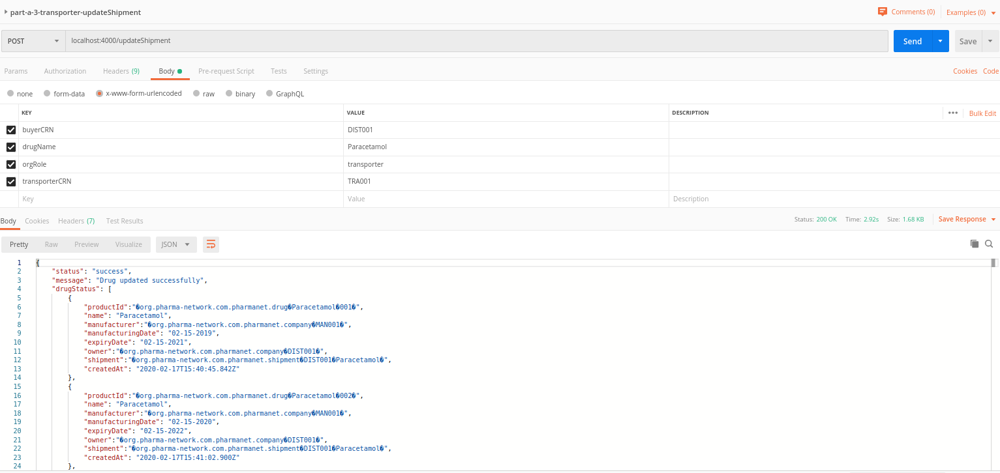 part-a-3-transporter-updateShipment Comments (0) Examples (0)
POST localhost:4000/updateShipment Send Save
Params Authorization Headers (9) Body Pre-request Script Tests Settings Cookies Code
none form-data x-www-form-urlencoded raw binary GraphQL
KEY VALUE DESCRIPTION ••• Bulk Edit
buyerCRN DIST001
drugName Paracetamol
orgRole transporter
transporterCRN TRA001
Key Value Description
Body Cookies Headers (7) Test Results Status: 200 OK Time: 2.92s Size: 1.68 KB Save Response
Pretty Raw Preview Visualize JSON
1 {
2 "status": "success",
3 "message": "Drug updated successfully",
4 "drugStatus": [
5 {
6 "productId":"�org.pharma-network.com.pharmanet.drug�Paracetamol�001�",
7 "name": "Paracetamol",
8 "manufacturer":"�org.pharma-network.com.pharmanet.company�MAN001�",
9 "manufacturingDate": "02-15-2019",
10 "expiryDate": "02-15-2021",
11 "owner":"�org.pharma-network.com.pharmanet.company�DIST001�",
12 "shipment":"�org.pharma-network.com.pharmanet.shipment�DIST001�Paracetamol�",
13 "createdAt": "2020-02-17T15:40:45.842Z"
14 },
15 {
16 "productId":"�org.pharma-network.com.pharmanet.drug�Paracetamol�002�",
17 "name": "Paracetamol",
18 "manufacturer":"�org.pharma-network.com.pharmanet.company�MAN001�",
19 "manufacturingDate": "02-15-2020",
20 "expiryDate": "02-15-2022",
21 "owner":"�org.pharma-network.com.pharmanet.company�DIST001�",
22 "shipment":"�org.pharma-network.com.pharmanet.shipment�DIST001�Paracetamol�",
23 "createdAt": "2020-02-17T15:41:02.900Z"
24 },